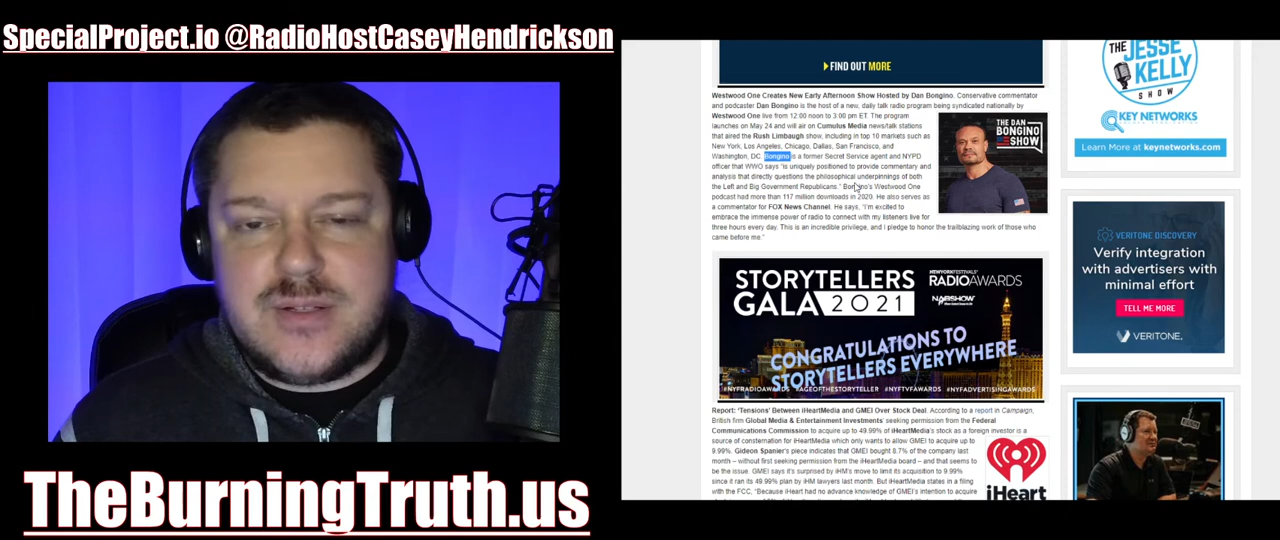 SpecialProject.io @RadioHostCaseyHendrickson
TheBurningTruth.us
FIND OUT MORE
Westwood One Creates New Early Afternoon Show Hosted by Dan Bongino. Conservative commentator
and podcaster Dan Bongino is the host of a new, daily talk radio program being syndicated nationally by
Westwood One live from 12:00 noon to 3:00 pm ET. The program
launches on May 24 and will air on Cumulus Media news/talk stations
that aired the Rush Limbaugh show, including in top 10 markets such as
New York, Los Angeles, Chicago, Dallas, San Francisco, and
Washington, DC. Bongino is a former Secret Service agent and NYPD
officer that WWO says "is uniquely positioned to provide commentary and
analysis that directly questions the philosophical underpinnings of both
the Left and Big Government Republicans." Bongino's Westwood One
podcast had more than 117 million downloads in 2020. He also serves as
a commentator for FOX News Channel. He says, "I'm excited to
embrace the immense power of radio to connect with my listeners live for
three hours every day. This is an incredible privilege, and I pledge to honor the trailblazing work of those who
came before me."
THE DAN
BONGINO
SHOW
STORYTELLERS
GALA 2021
NEW YORK FESTIVALS
RADIO AWARDS
NABSHOW
CONGRATULATIONS TO
STORYTELLERS EVERYWHERE
#NYFRADIOAWARDS #AGEOFTHESTORYTELLER #NYFTVFAWARDS #NYFADVERTISINGAWARDS
Report: 'Tensions' Between iHeartMedia and GMEI Over Stock Deal. According to a report in Campaign,
British firm Global Media & Entertainment Investments' seeking permission from the Federal
Communications Commission to acquire up to 49.99% of iHeartMedia's stock as a foreign investor is a
source of consternation for iHeartMedia which only wants to allow GMEI to acquire up to
9.99%. Gideon Spanier's piece indicates that GMEI bought 8.7% of the company last
month – without first seeking permission from the iHeartMedia board – and that seems to
be the issue. GMEI says it's surprised by iHM's move to limit its acquisition to 9.99%
since it ran its 49.99% plan by iHM lawyers last month. But iHeartMedia states in a filing
with the FCC, "Because iHeart had no advance knowledge of GMEI's intention to acquire
iHeart
THE
JESSE
KELLY
SHOW
KEY NETWORKS
Learn More at keynetworks.com
VERITONE DISCOVERY
Verify integration
with advertisers with
minimal effort
TELL ME MORE
VERITONE.